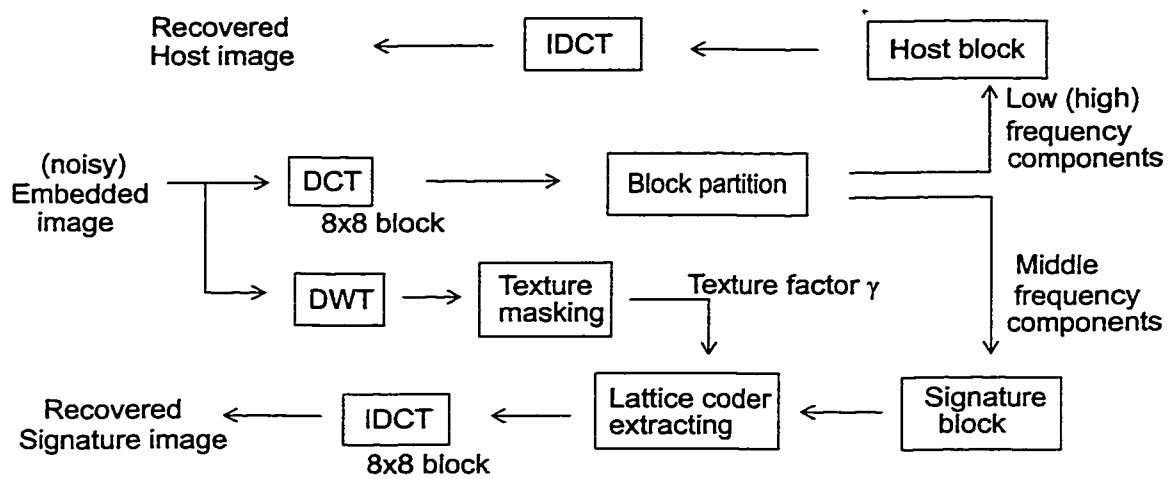 Recovered
Host image
IDCT
Host block
Low (high)
frequency
components
(noisy)
Embedded
image
DCT
8x8 block
Block partition
DWT
Texture
masking
Texture factor γ
Middle
frequency
components
Recovered
Signature image
IDCT
8x8 block
Lattice coder
extracting
Signature
block